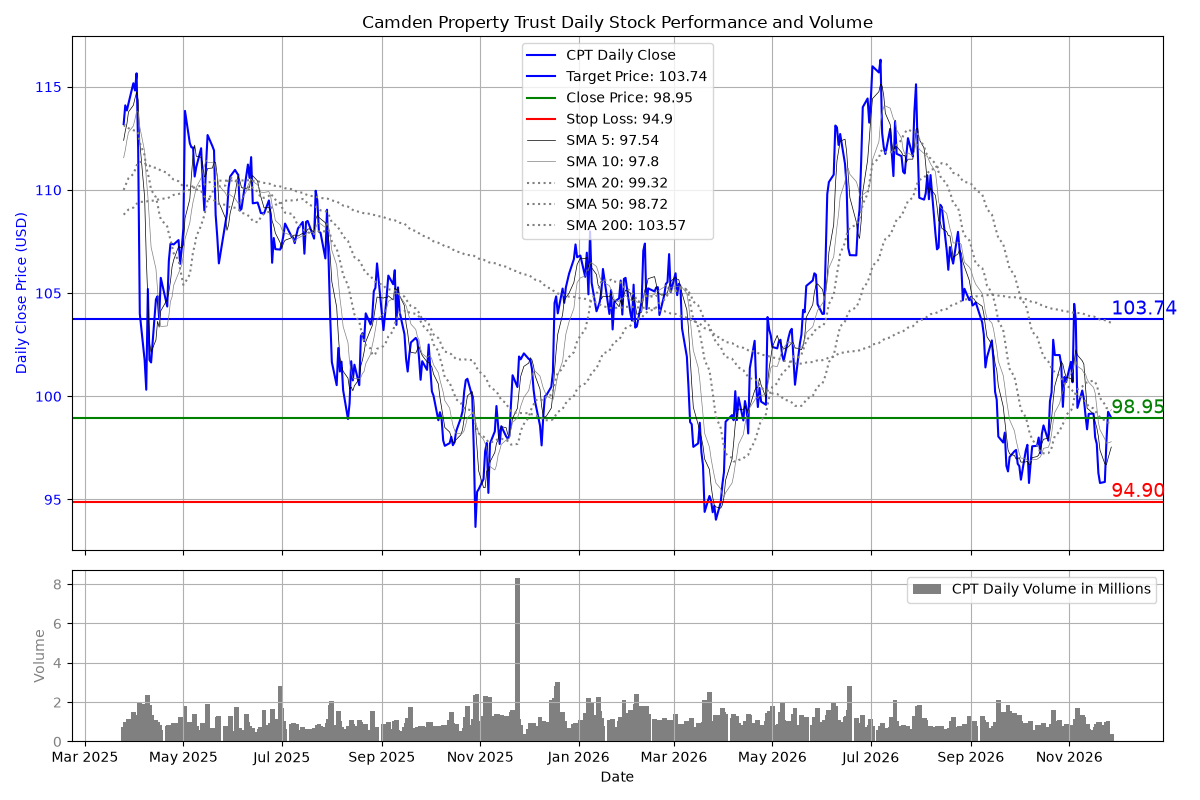 Camden Property Trust Daily Stock Performance and Volume
CPT Daily Close
Target Price: 103.74
Close Price: 98.95
Stop Loss: 94.9
SMA 5: 97.54
SMA 10: 97.8
SMA 20: 99.32
SMA 50: 98.72
SMA 200: 103.57
Daily Close Price (USD)
115
110
105
100
95
103.74
98.95
94.90
CPT Daily Volume in Millions
Volume
8
6
4
2
0
Mar 2025
May 2025
Jul 2025
Sep 2025
Nov 2025
Jan 2026
Mar 2026
May 2026
Jul 2026
Sep 2026
Nov 2026
Date